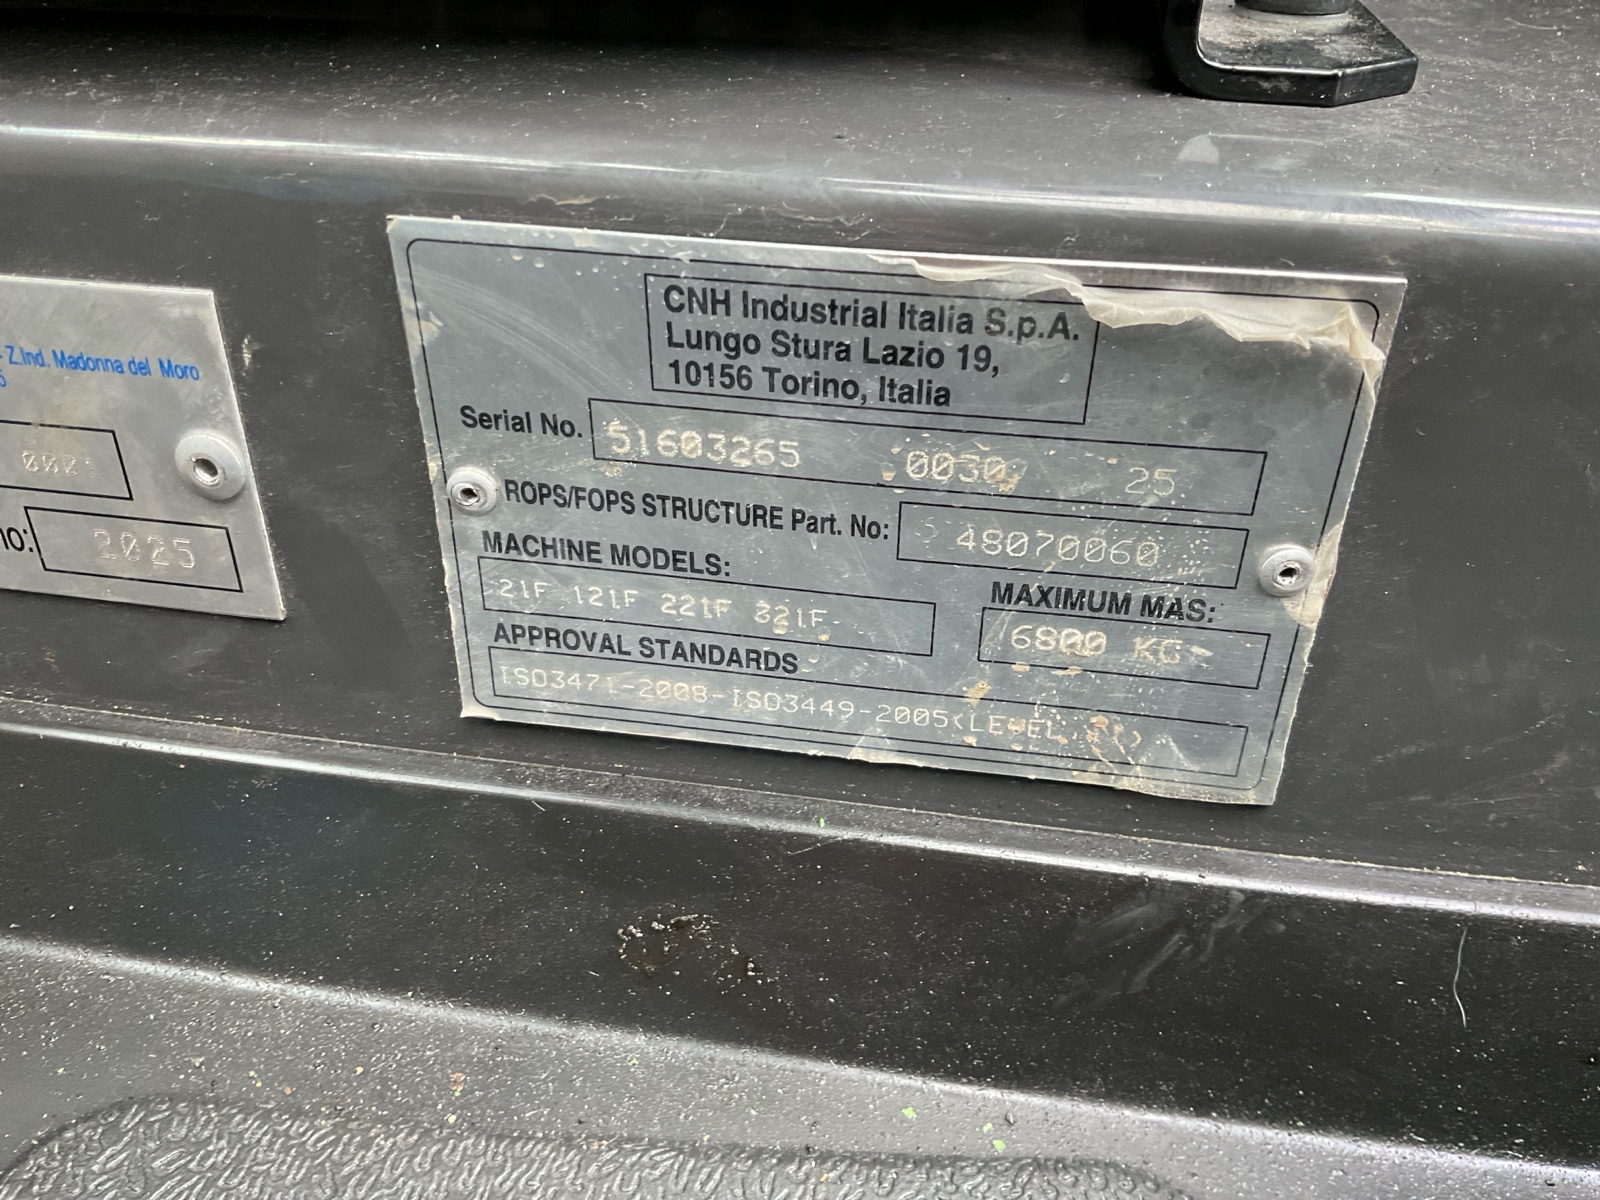 - Z.Ind. Madonna del Moro
5
no:
2025
CNH Industrial Italia S.p.A.
Lungo Stura Lazio 19,
10156 Torino, Italia
Serial No. 51603265 0030 25
ROPS/FOPS STRUCTURE Part. No: 48070060
MACHINE MODELS:
21F 121F 221F 321F
MAXIMUM MAS:
6800 KG
APPROVAL STANDARDS
ISO3471-2008-ISO3449-2005<LEVEL